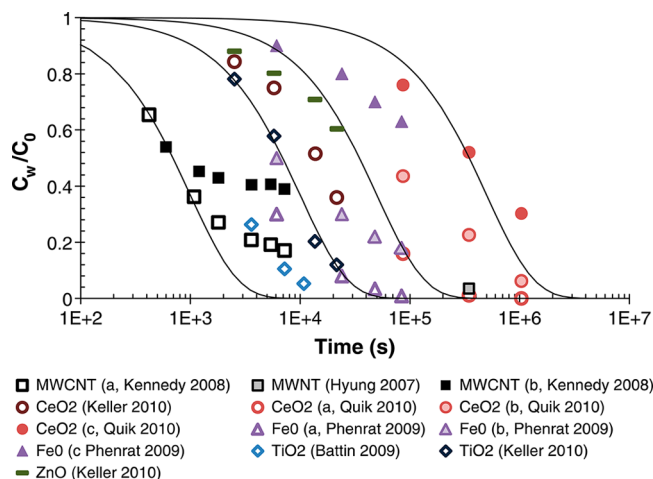 1
0.8
0.6
0.4
0.2
0
Cw/C0
1E+2 1E+3 1E+4 1E+5 1E+6 1E+7
Time (s)
MWCNT (a, Kennedy 2008) MWNT (Hyung 2007) MWCNT (b, Kennedy 2008)
CeO2 (Keller 2010) CeO2 (a, Quik 2010) CeO2 (b, Quik 2010)
CeO2 (c, Quik 2010) Fe0 (a, Phenrat 2009) Fe0 (b, Phenrat 2009)
Fe0 (c Phenrat 2009) TiO2 (Battin 2009) TiO2 (Keller 2010)
ZnO (Keller 2010)